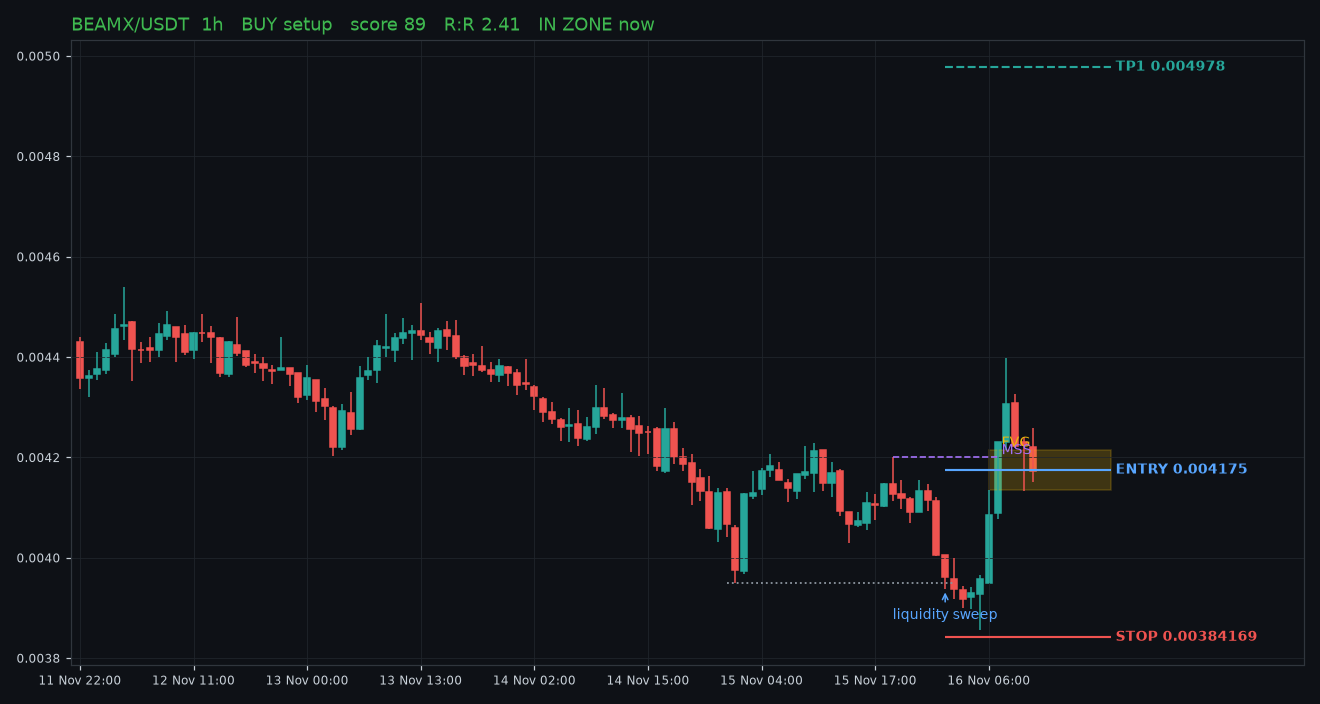 BEAMX/USDT 1h BUY setup score 89 R:R 2.41 IN ZONE now
0.0050
TP1 0.004978
0.0048
0.0046
0.0044
FVG
MSS
0.0042
ENTRY 0.004175
0.0040
liquidity sweep
STOP 0.00384169
0.0038
11 Nov 22:00 12 Nov 11:00 13 Nov 00:00 13 Nov 13:00 14 Nov 02:00 14 Nov 15:00 15 Nov 04:00 15 Nov 17:00 16 Nov 06:00